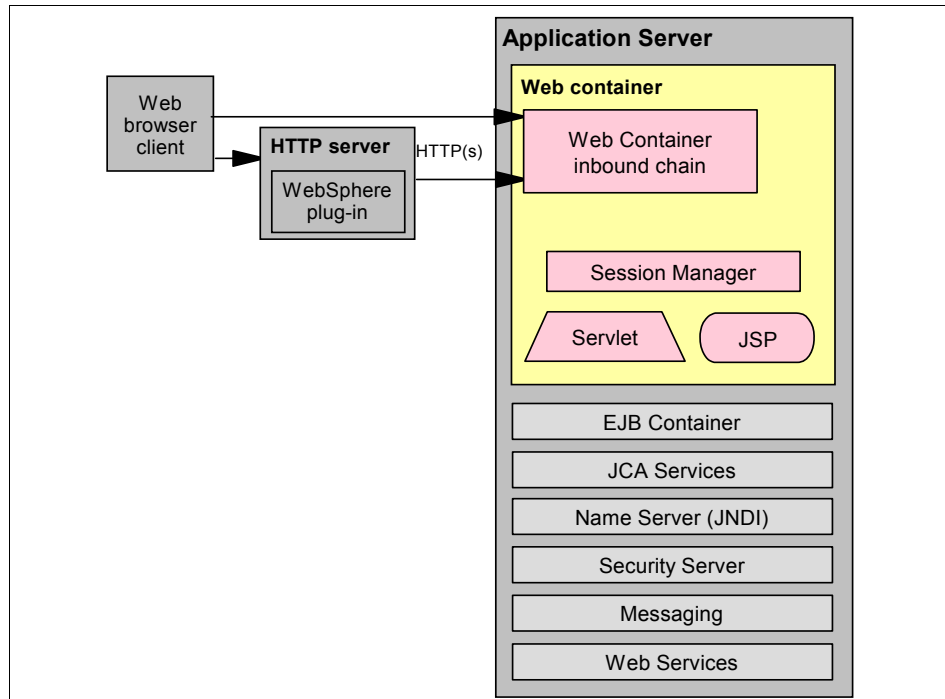 Application Server
Web container
Web
browser
client
HTTP server
WebSphere
plug-in
HTTP(s)
Web Container
inbound chain
Session Manager
Servlet
JSP
EJB Container
JCA Services
Name Server (JNDI)
Security Server
Messaging
Web Services